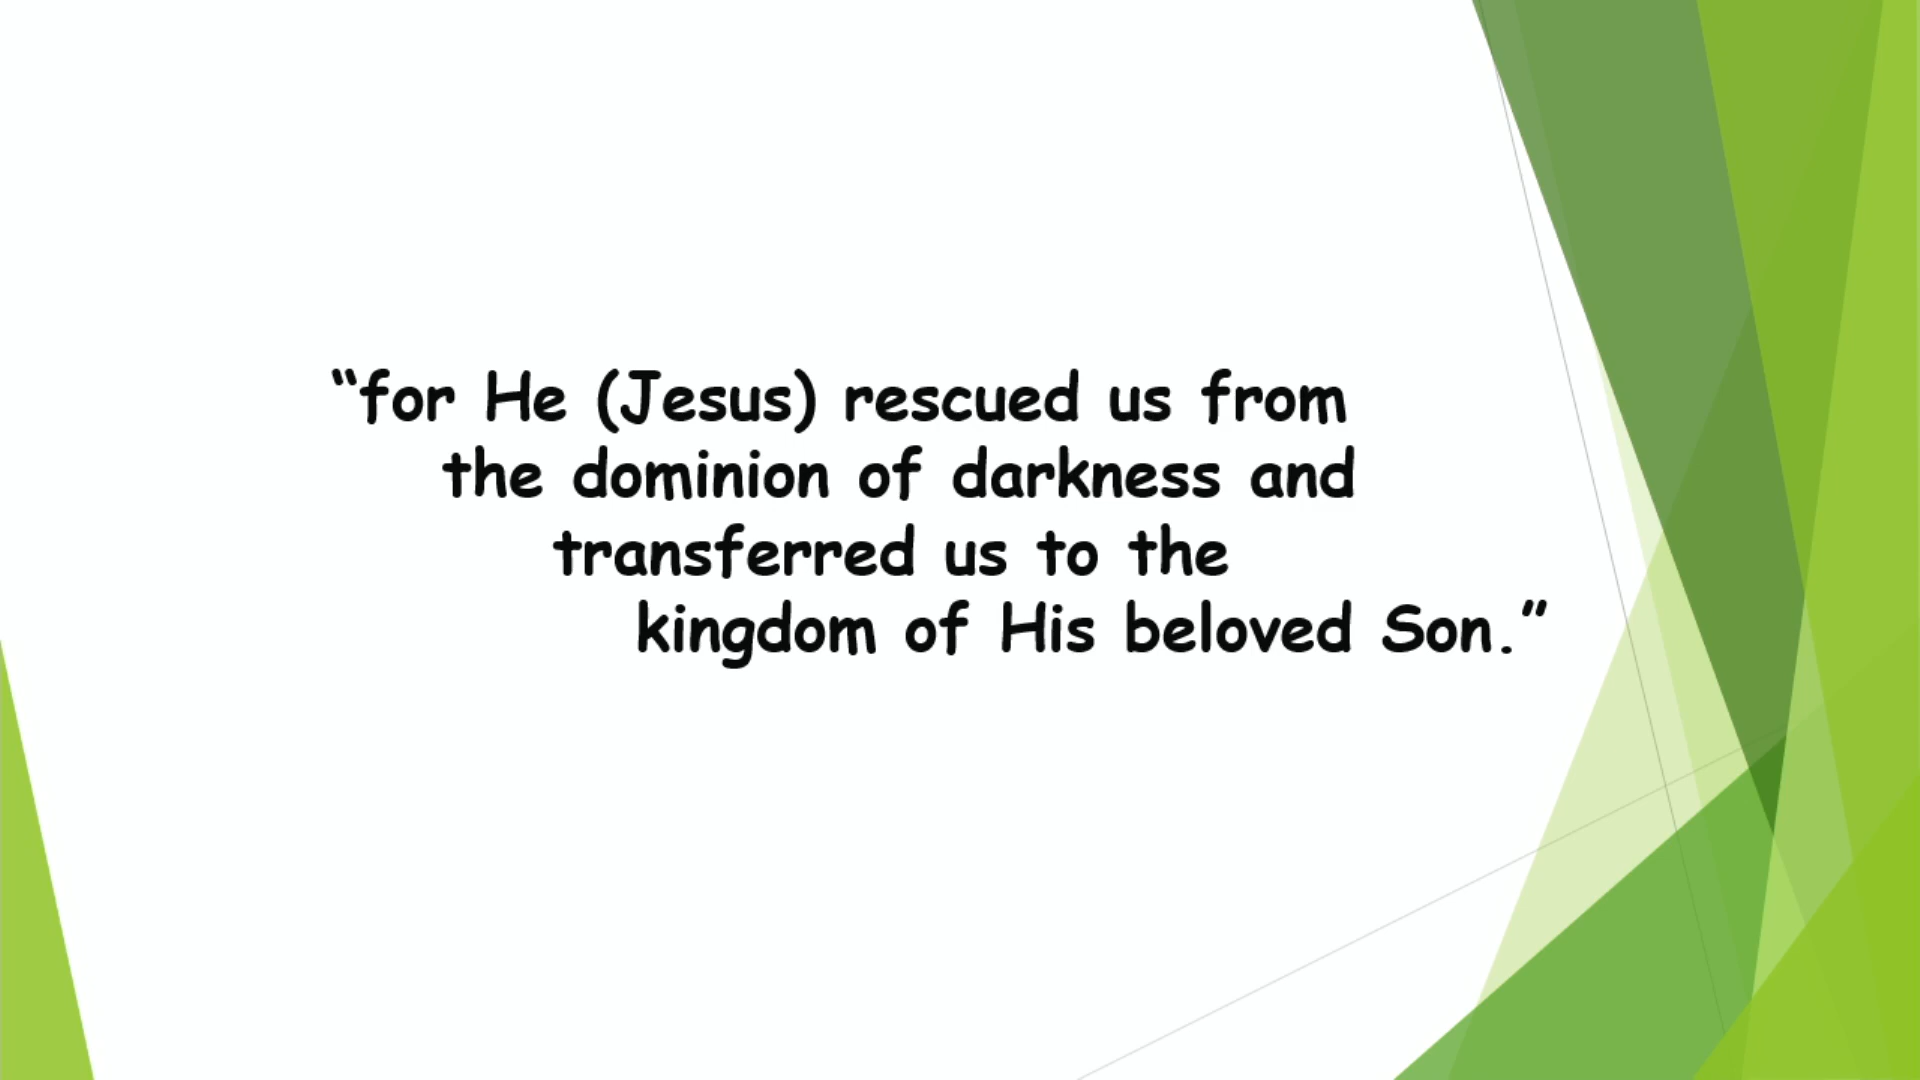 “for He (Jesus) rescued us from
the dominion of darkness and
transferred us to the
kingdom of His beloved Son.”